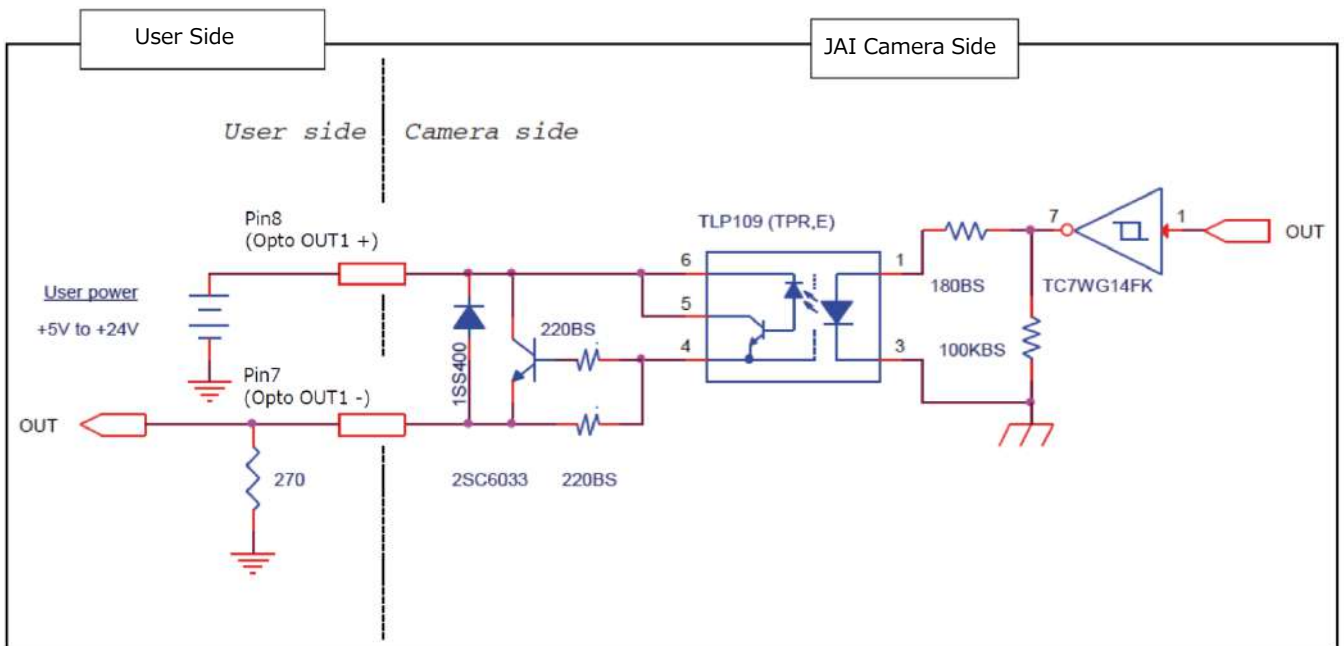 User Side
JAI Camera Side
User side
Camera side
Pin8
(Opto OUT1 +)
TLP109 (TPR,E)
7
1
OUT
6
1
User power
+5V to +24V
5
180BS
TC7WG14FK
220BS
4
3
100KBS
1SS400
Pin7
(Opto OUT1 -)
OUT
270
2SC6033
220BS